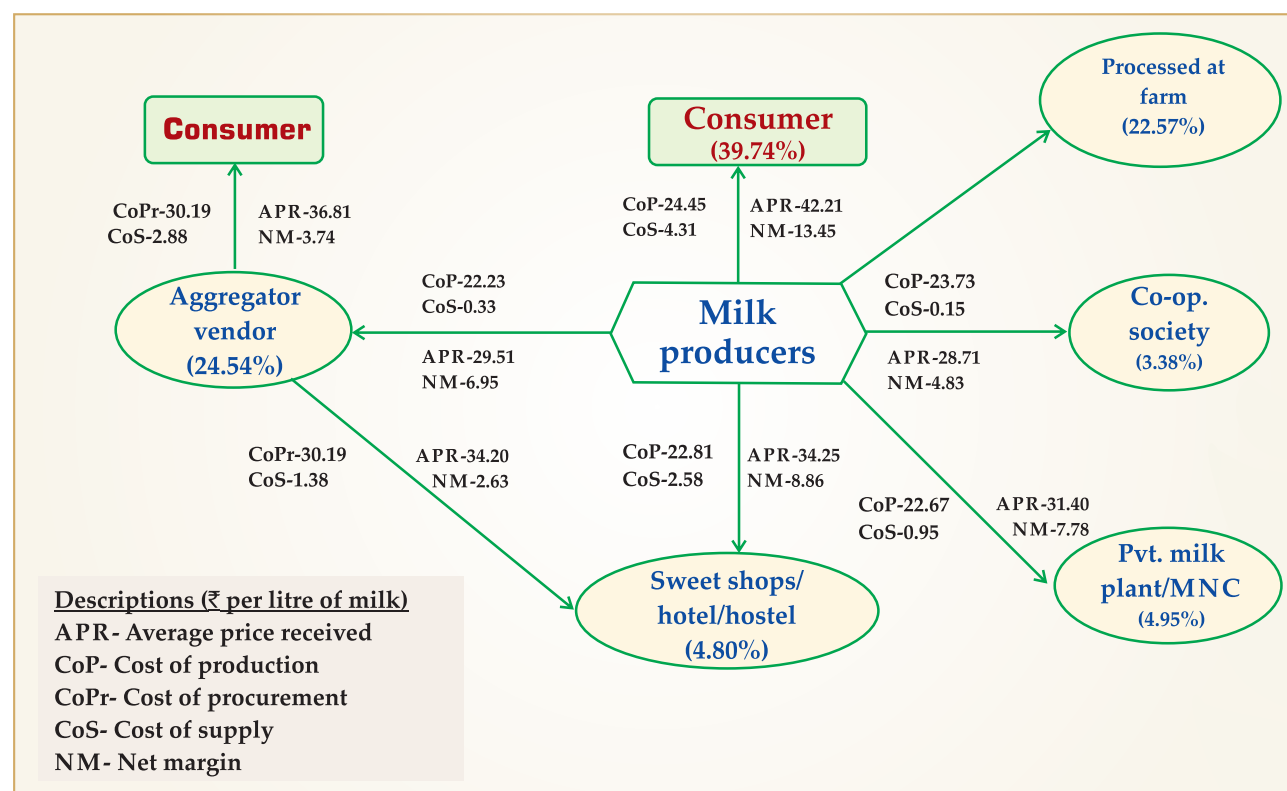 Processed at
farm
(22.57%)
Consumer
Consumer
(39.74%)
CoPr-30.19
CoS-2.88
APR-36.81
NM-3.74
CoP-24.45
CoS-4.31
APR-42.21
NM-13.45
Aggregator
vendor
(24.54%)
CoP-22.23
CoS-0.33
APR-29.51
NM-6.95
Milk
producers
CoP-23.73
CoS-0.15
APR-28.71
NM-4.83
Co-op.
society
(3.38%)
CoPr-30.19
CoS-1.38
APR-34.20
NM-2.63
CoP-22.81
CoS-2.58
APR-34.25
NM-8.86
CoP-22.67
CoS-0.95
APR-31.40
NM-7.78
Sweet shops/
hotel/hostel
(4.80%)
Pvt. milk
plant/MNC
(4.95%)
Descriptions (₹ per litre of milk)
APR- Average price received
CoP- Cost of production
CoPr- Cost of procurement
CoS- Cost of supply
NM- Net margin